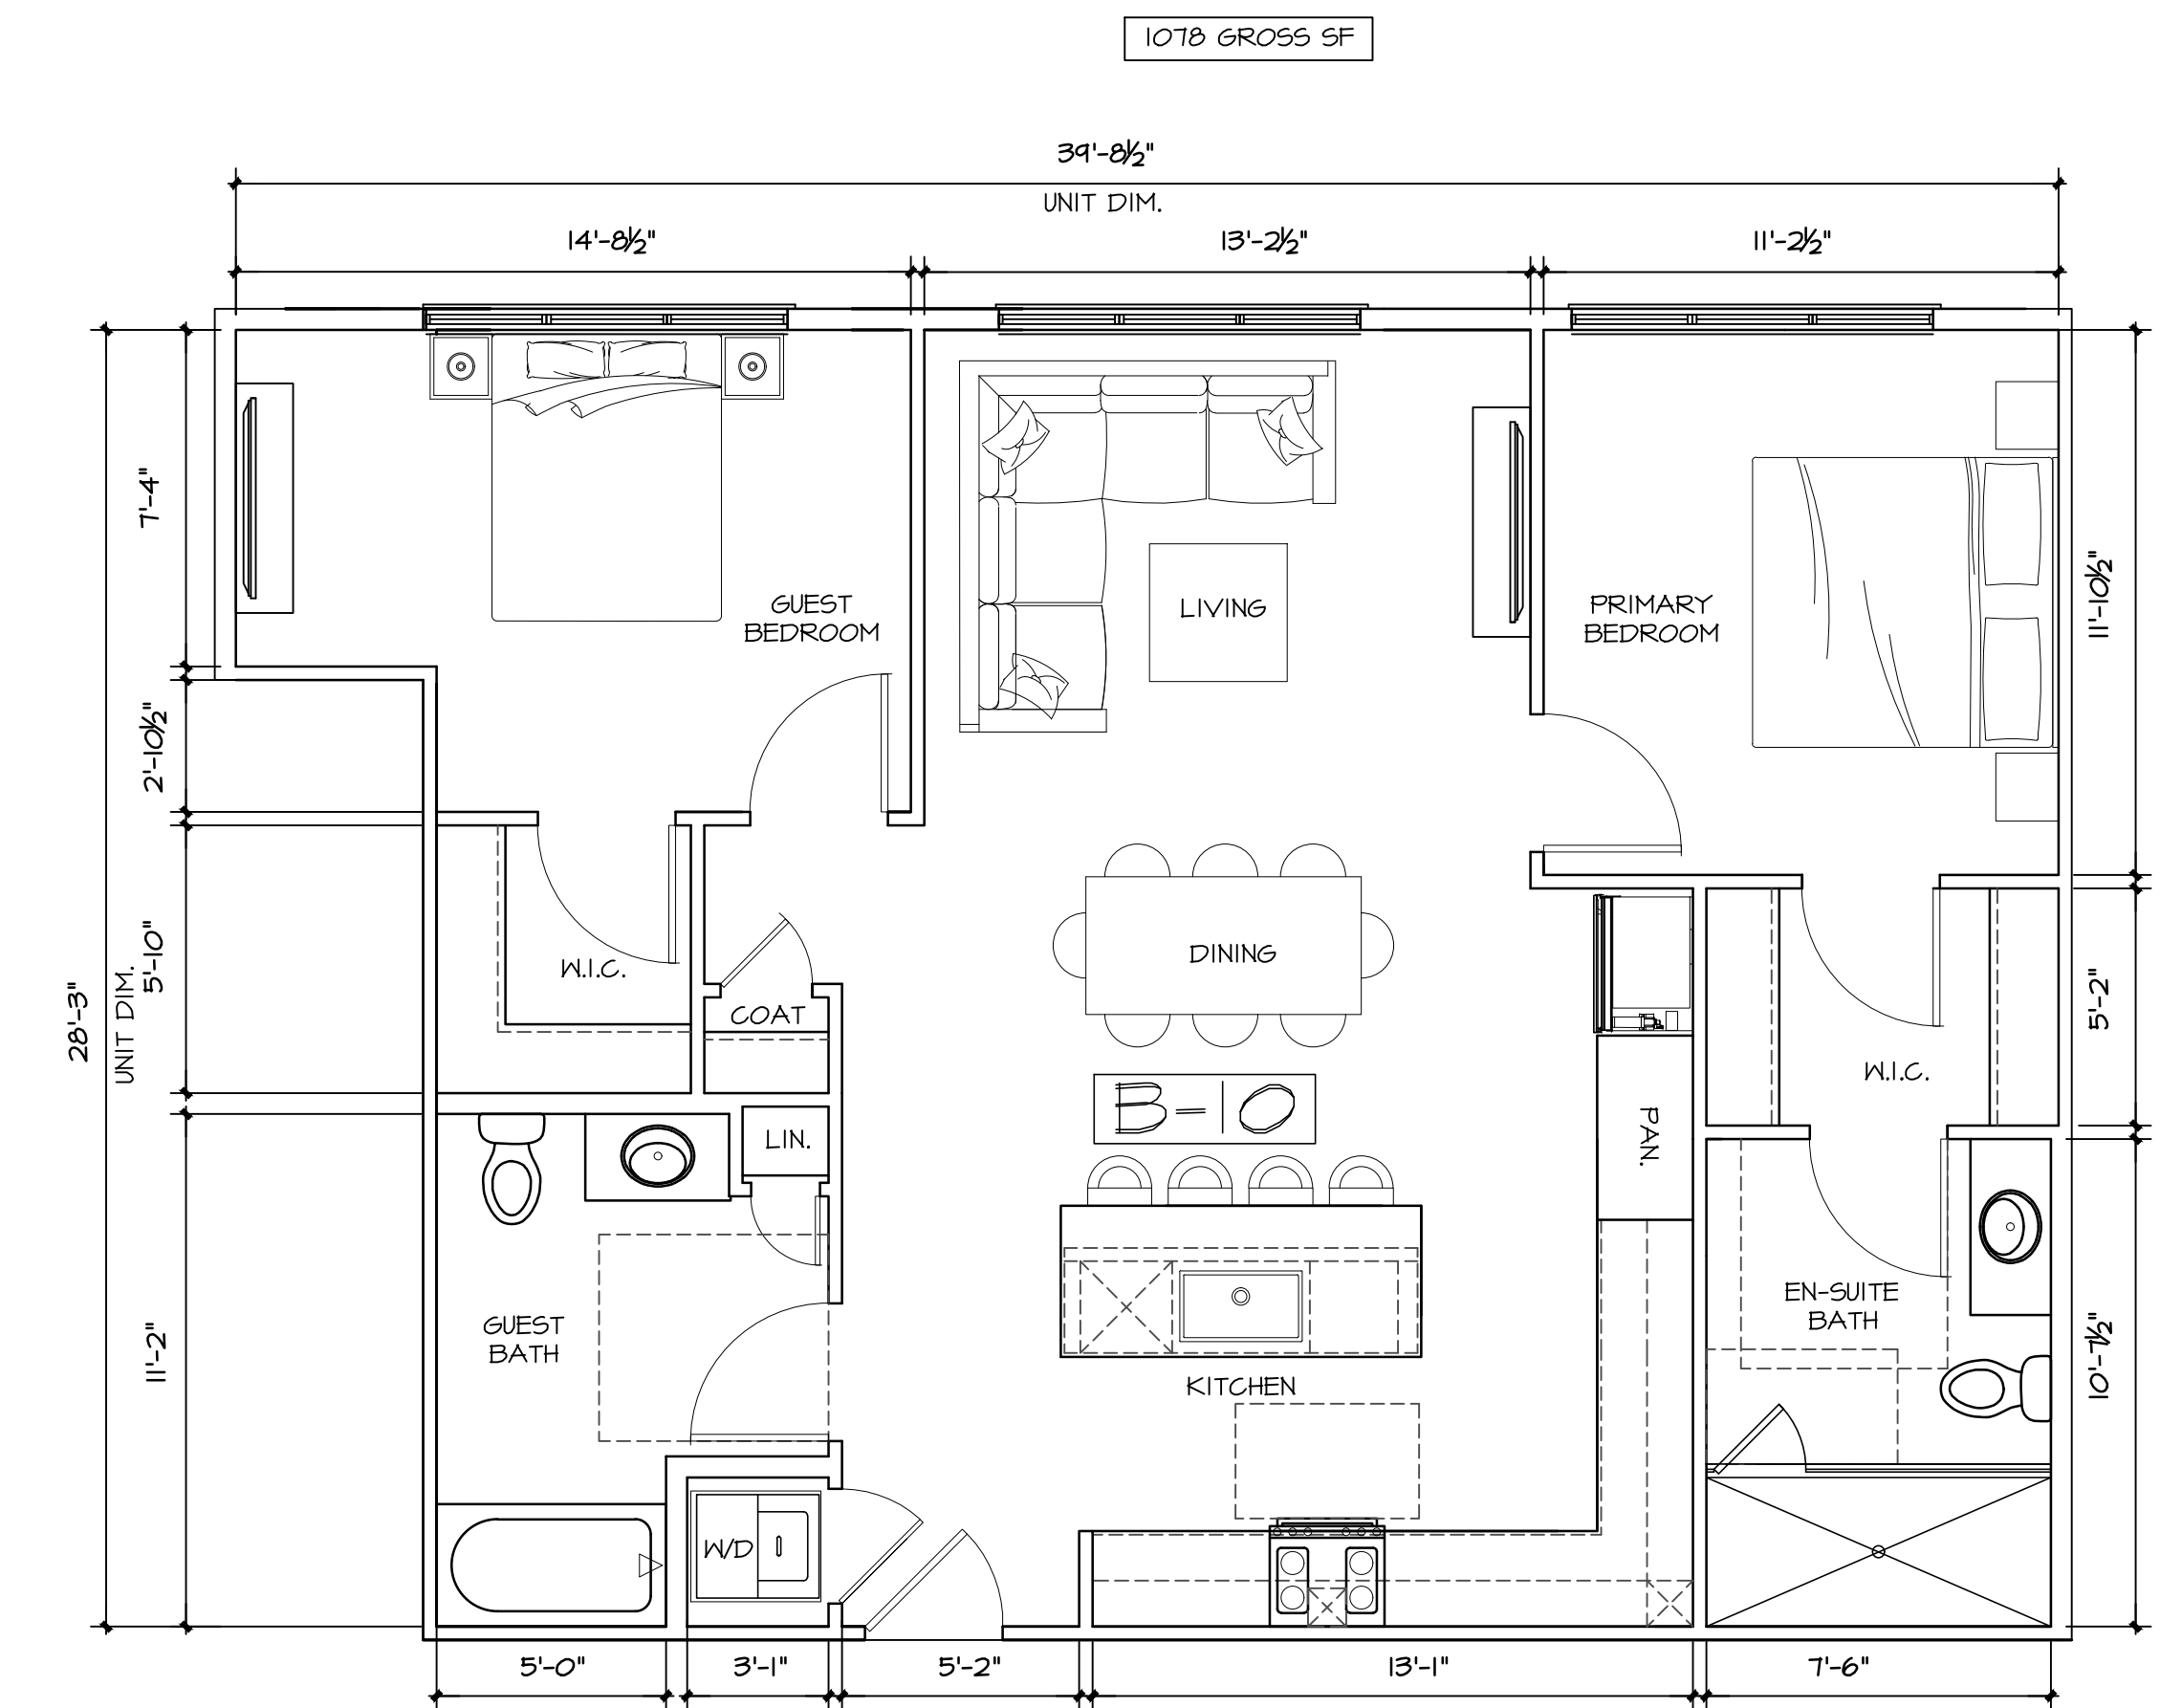 1078 GROSS SF
39'-8½"
UNIT DIM.
14'-8½"
13'-2½"
11'-2½"
7'-4"
GUEST
BEDROOM
LIVING
PRIMARY
BEDROOM
11'-10½"
2'-10½"
5'-10"
28'-3"
UNIT DIM.
W.I.C.
COAT
DINING
5'-2"
W.I.C.
B-10
LIN.
PAN.
11'-2"
GUEST
BATH
KITCHEN
EN-SUITE
BATH
10'-7½"
W/D
5'-0"
3'-1"
5'-2"
13'-1"
7'-6"